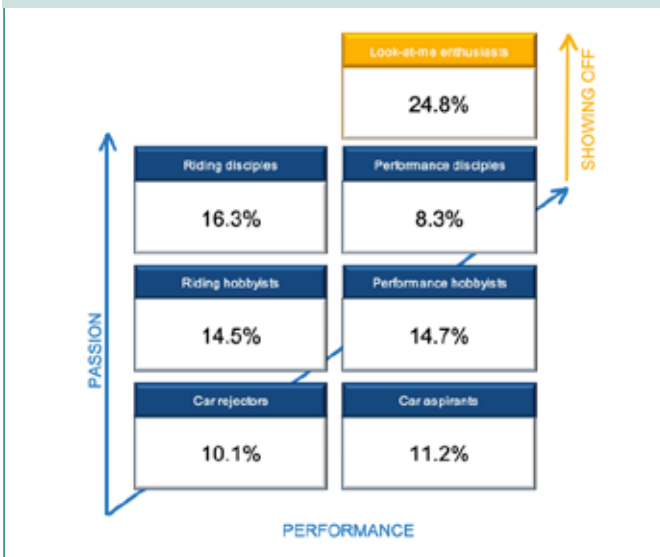 Look-at-me enthusiasts
24.8%
SHOWING OFF
Riding disciples
Performance disciples
16.3%
8.3%
Riding hobbyists
Performance hobbyists
14.5%
14.7%
PASSION
Car rejectors
Car aspirants
10.1%
11.2%
PERFORMANCE